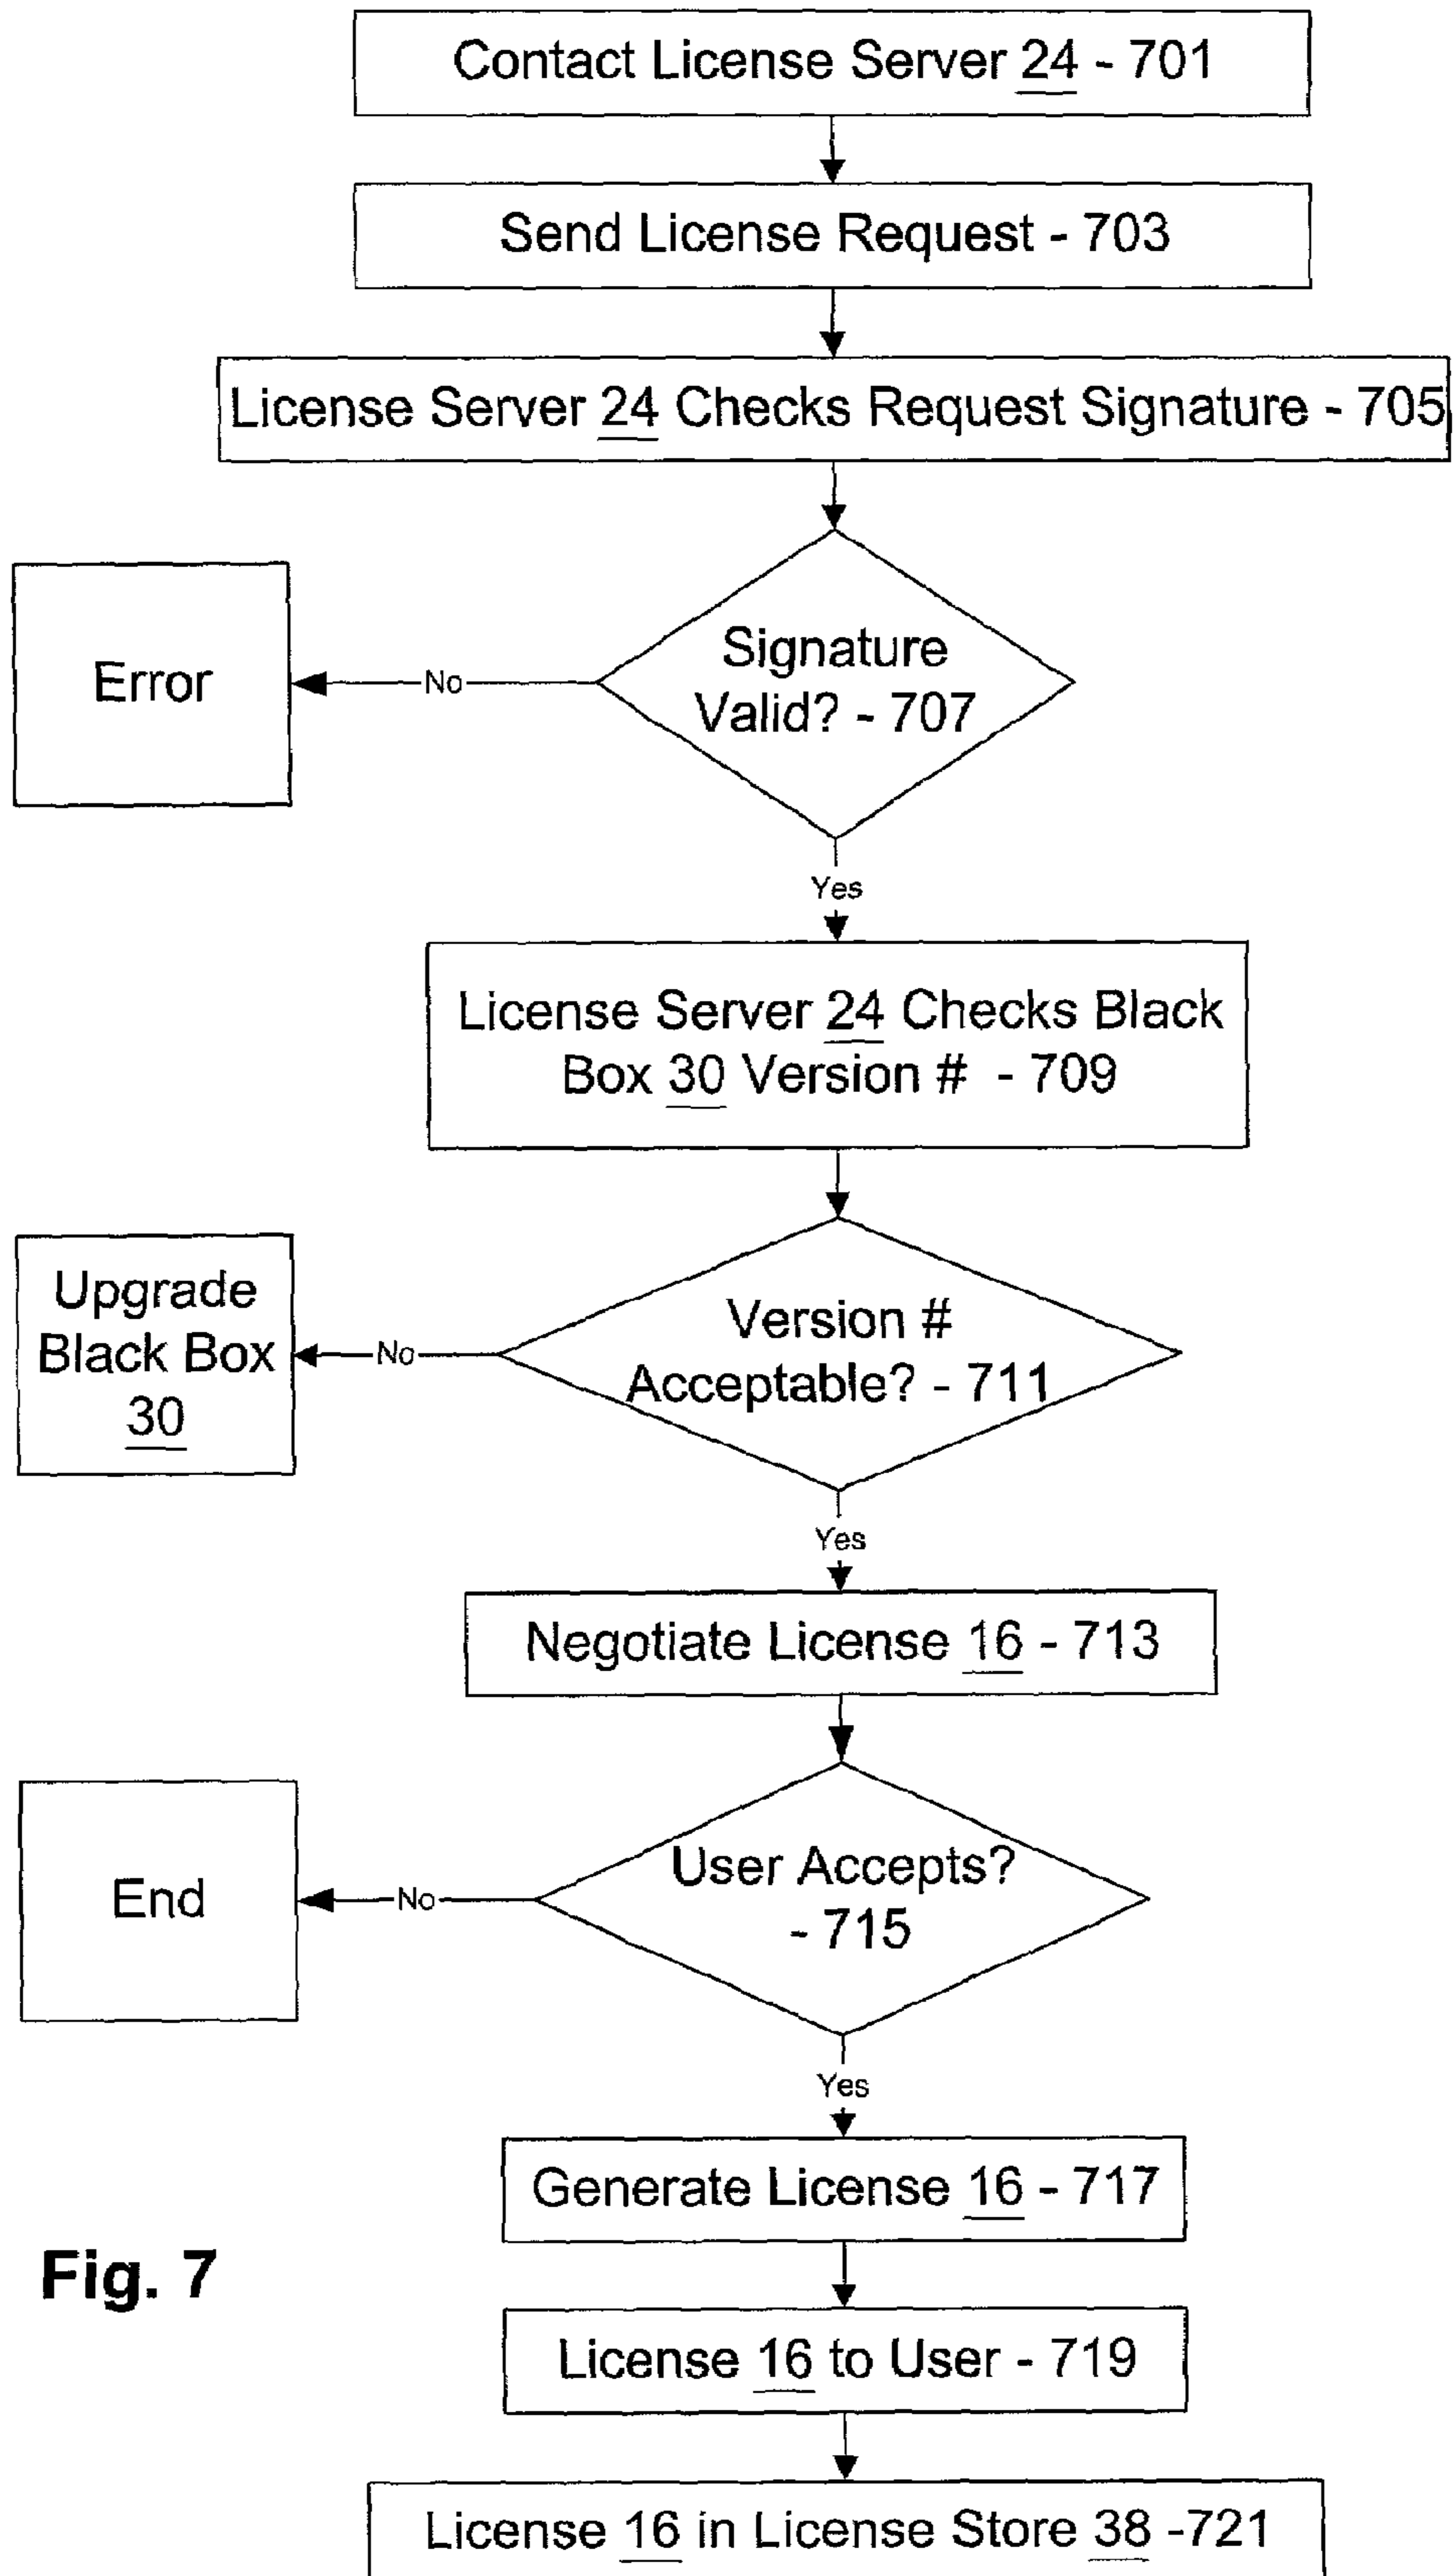 Contact License Server 24 - 701
Send License Request - 703
License Server 24 Checks Request Signature - 705
Signature
Valid? - 707
No
Error
Yes
License Server 24 Checks Black
Box 30 Version # - 709
Version #
Acceptable? - 711
No
Upgrade
Black Box
30
Yes
Negotiate License 16 - 713
User Accepts?
- 715
No
End
Yes
Generate License 16 - 717
Fig. 7
License 16 to User - 719
License 16 in License Store 38 -721